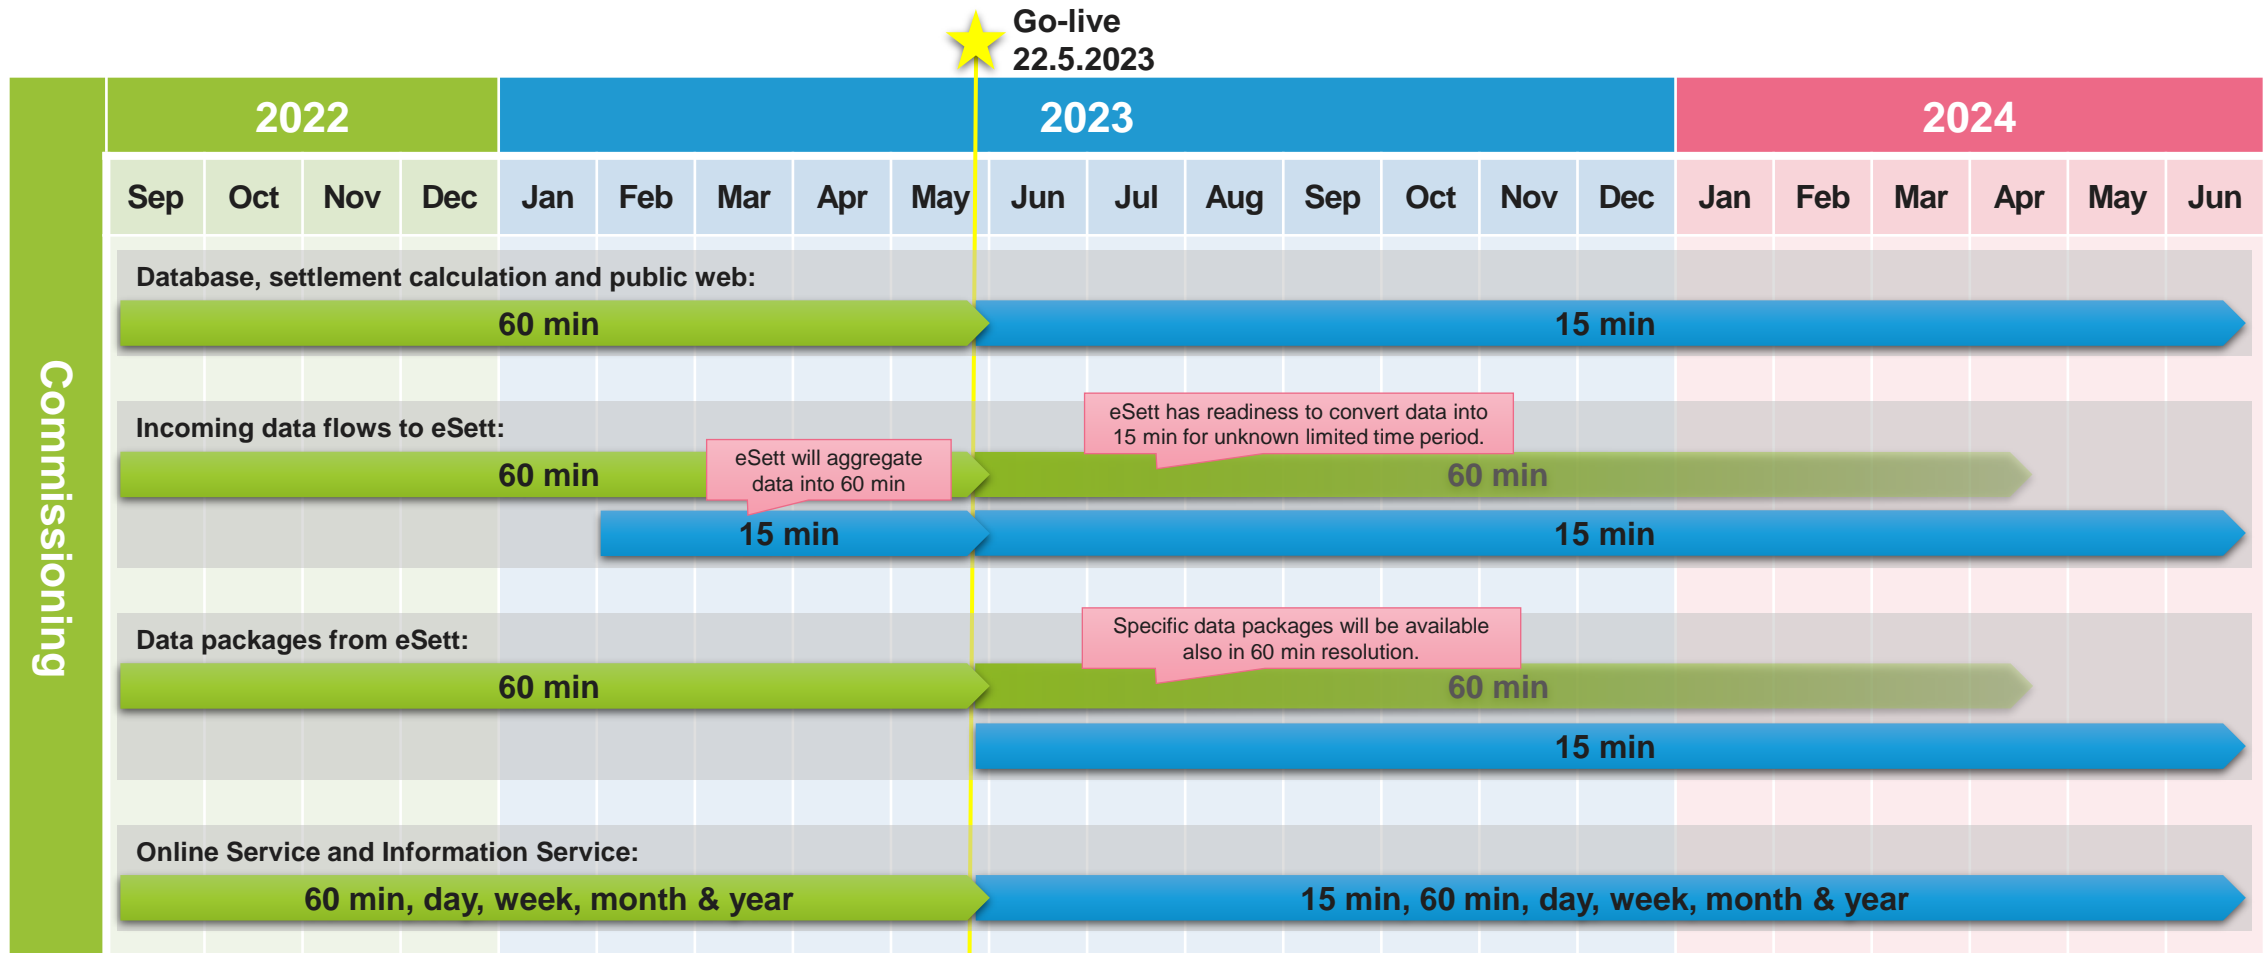 Go-live
22.5.2023
2022
2023
2024
Sep Oct Nov Dec Jan Feb Mar Apr May Jun Jul Aug Sep Oct Nov Dec Jan Feb Mar Apr May Jun
Commissioning
Database, settlement calculation and public web:
60 min
15 min
Incoming data flows to eSett:
eSett has readiness to convert data into
15 min for unknown limited time period.
eSett will aggregate
data into 60 min
60 min
60 min
15 min
15 min
Data packages from eSett:
Specific data packages will be available
also in 60 min resolution.
60 min
60 min
15 min
Online Service and Information Service:
60 min, day, week, month & year
15 min, 60 min, day, week, month & year